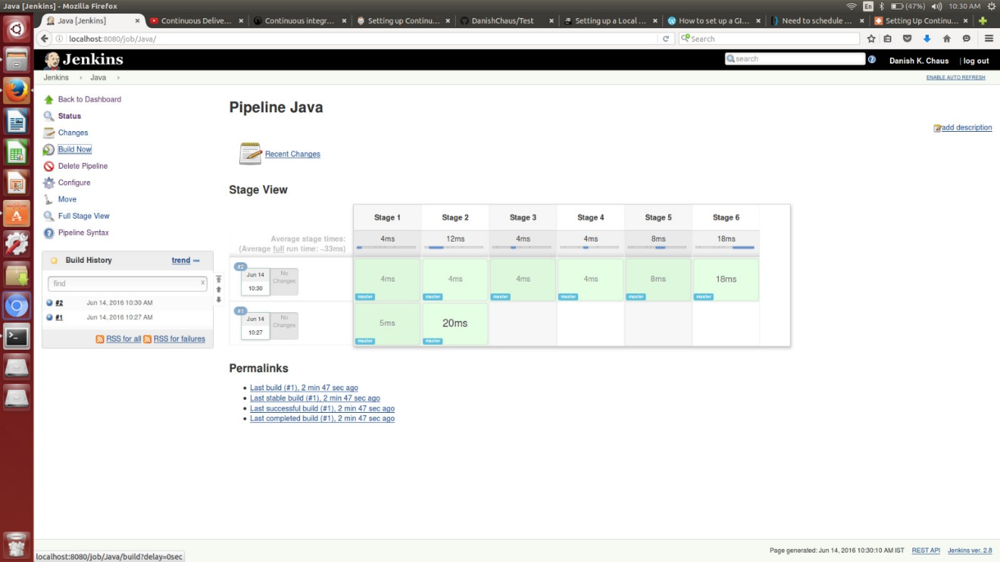 Java [Jenkins] - Mozilla Firefox
En (47%) 10:30 AM
Java [Jenkins] × Continuous Delive... × Continuous integr... × Setting up Continu... × DanishChaus/Test × Setting up a Local ... × How to set up a GI... × Need to schedule ... × Setting Up Continu... ×
localhost:8080/job/Java/
Search
Jenkins
search
Danish K. Chaus | log out
Jenkins Java
ENABLE AUTO REFRESH
Back to Dashboard
Status
Changes
Build Now
Delete Pipeline
Configure
Move
Full Stage View
Pipeline Syntax
Build History
trend
find x
#2 Jun 14, 2016 10:30 AM
#1 Jun 14, 2016 10:27 AM
RSS for all RSS for failures
Pipeline Java
add description
Recent Changes
Stage View
Stage 1 Stage 2 Stage 3 Stage 4 Stage 5 Stage 6
Average stage times:
(Average full run time: ~33ms)
4ms 12ms 4ms 4ms 8ms 18ms
#2
Jun 14
10:30
No
Changes
4ms 4ms 4ms 4ms 8ms 18ms
master master master master master master
#1
Jun 14
10:27
No
Changes
5ms 20ms
master master
Permalinks
Last build (#1), 2 min 47 sec ago
Last stable build (#1), 2 min 47 sec ago
Last successful build (#1), 2 min 47 sec ago
Last completed build (#1), 2 min 47 sec ago
Page generated: Jun 14, 2016 10:30:10 AM IST REST API Jenkins ver. 2.8
localhost:8080/job/Java/build?delay=0sec